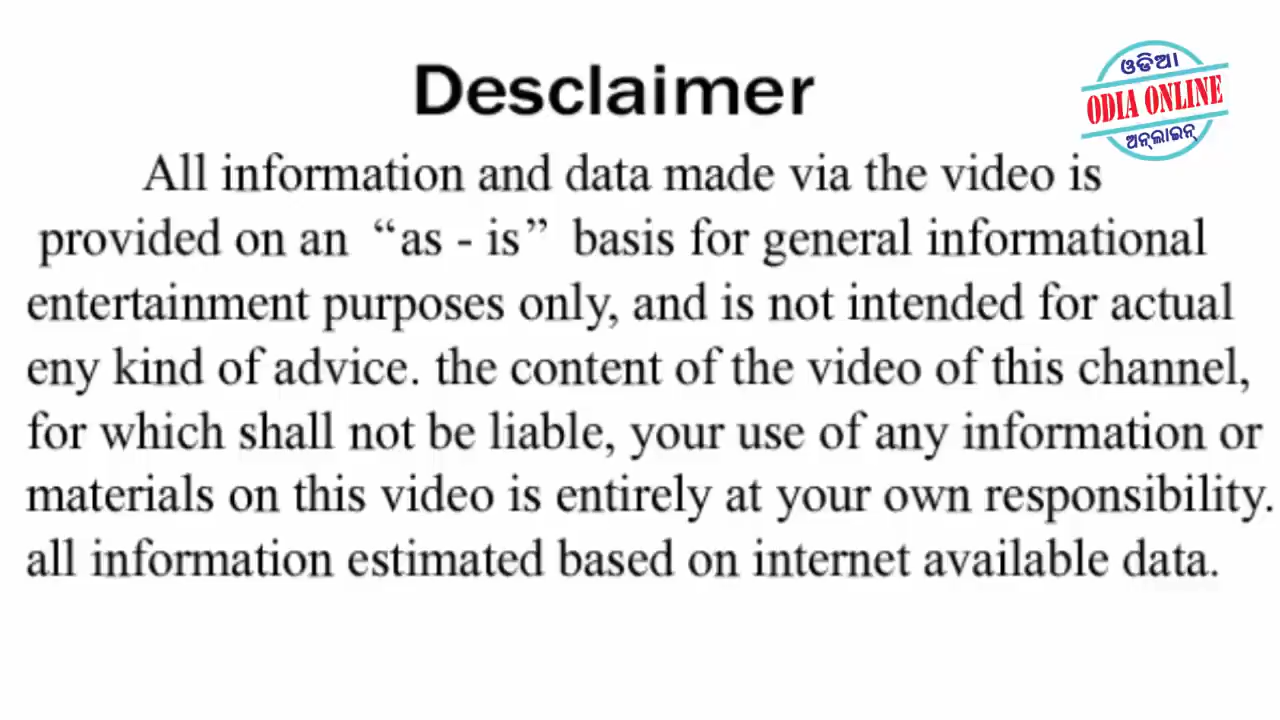 Desclaimer
ଓଡିଆ
ODIA ONLINE
ଅନ୍‌ଲାଇନ୍
All information and data made via the video is
provided on an “as - is” basis for general informational
entertainment purposes only, and is not intended for actual
eny kind of advice. the content of the video of this channel,
for which shall not be liable, your use of any information or
materials on this video is entirely at your own responsibility.
all information estimated based on internet available data.